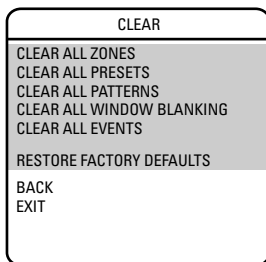 CLEAR
CLEAR ALL ZONES
CLEAR ALL PRESETS
CLEAR ALL PATTERNS
CLEAR ALL WINDOW BLANKING
CLEAR ALL EVENTS
RESTORE FACTORY DEFAULTS
BACK
EXIT